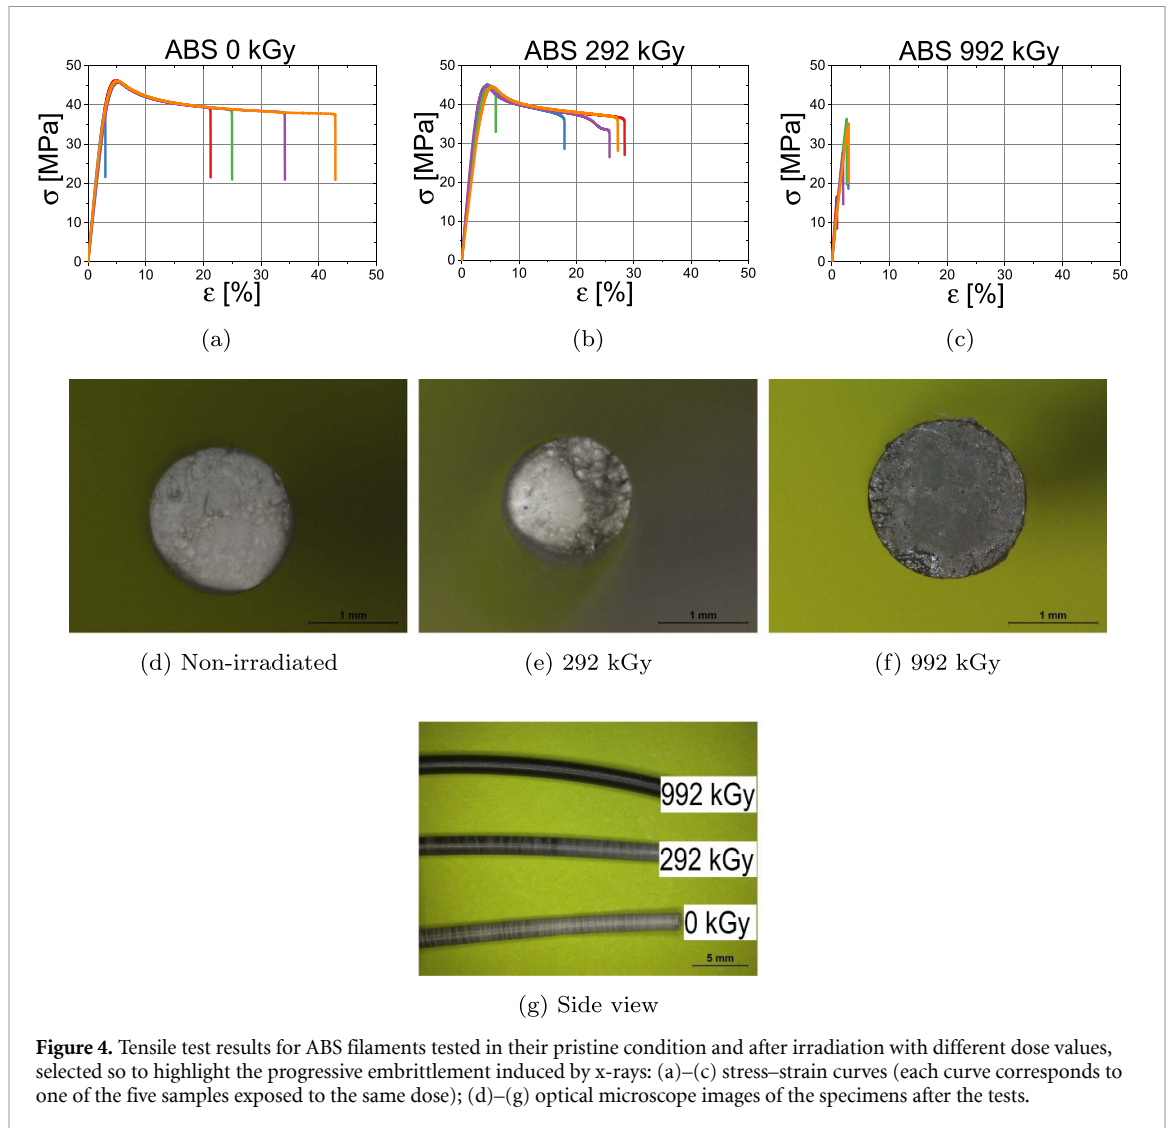 ABS 0 kGy
50
40
30
20
10
0
σ [MPa]
0 10 20 30 40 50
ε [%]
(a)
ABS 292 kGy
50
40
30
20
10
0
σ [MPa]
0 10 20 30 40 50
ε [%]
(b)
ABS 992 kGy
50
40
30
20
10
0
σ [MPa]
0 10 20 30 40 50
ε [%]
(c)
1 mm
(d) Non-irradiated
1 mm
(e) 292 kGy
1 mm
(f) 992 kGy
992 kGy
292 kGy
0 kGy
5 mm
(g) Side view
Figure 4. Tensile test results for ABS filaments tested in their pristine condition and after irradiation with different dose values,
selected so to highlight the progressive embrittlement induced by x-rays: (a)–(c) stress–strain curves (each curve corresponds to
one of the five samples exposed to the same dose); (d)–(g) optical microscope images of the specimens after the tests.